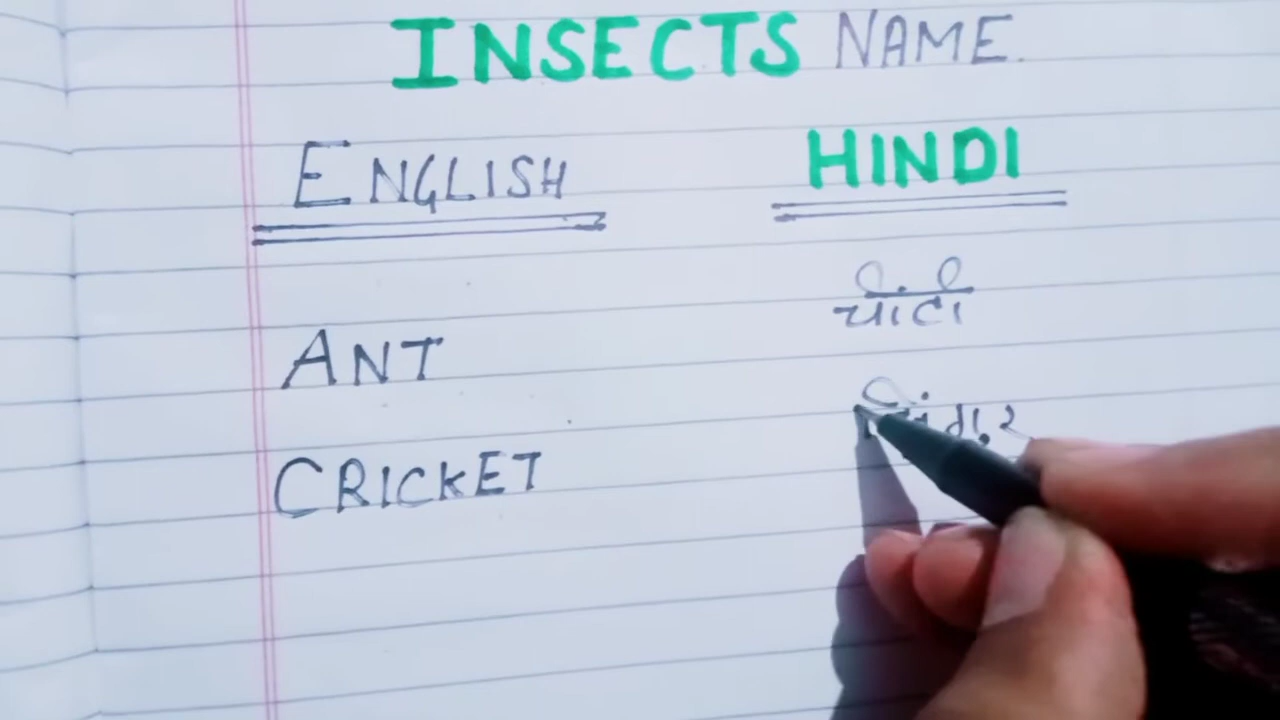 INSECTS NAME.
ENGLISH HINDI
ANT चींटी
CRICKET